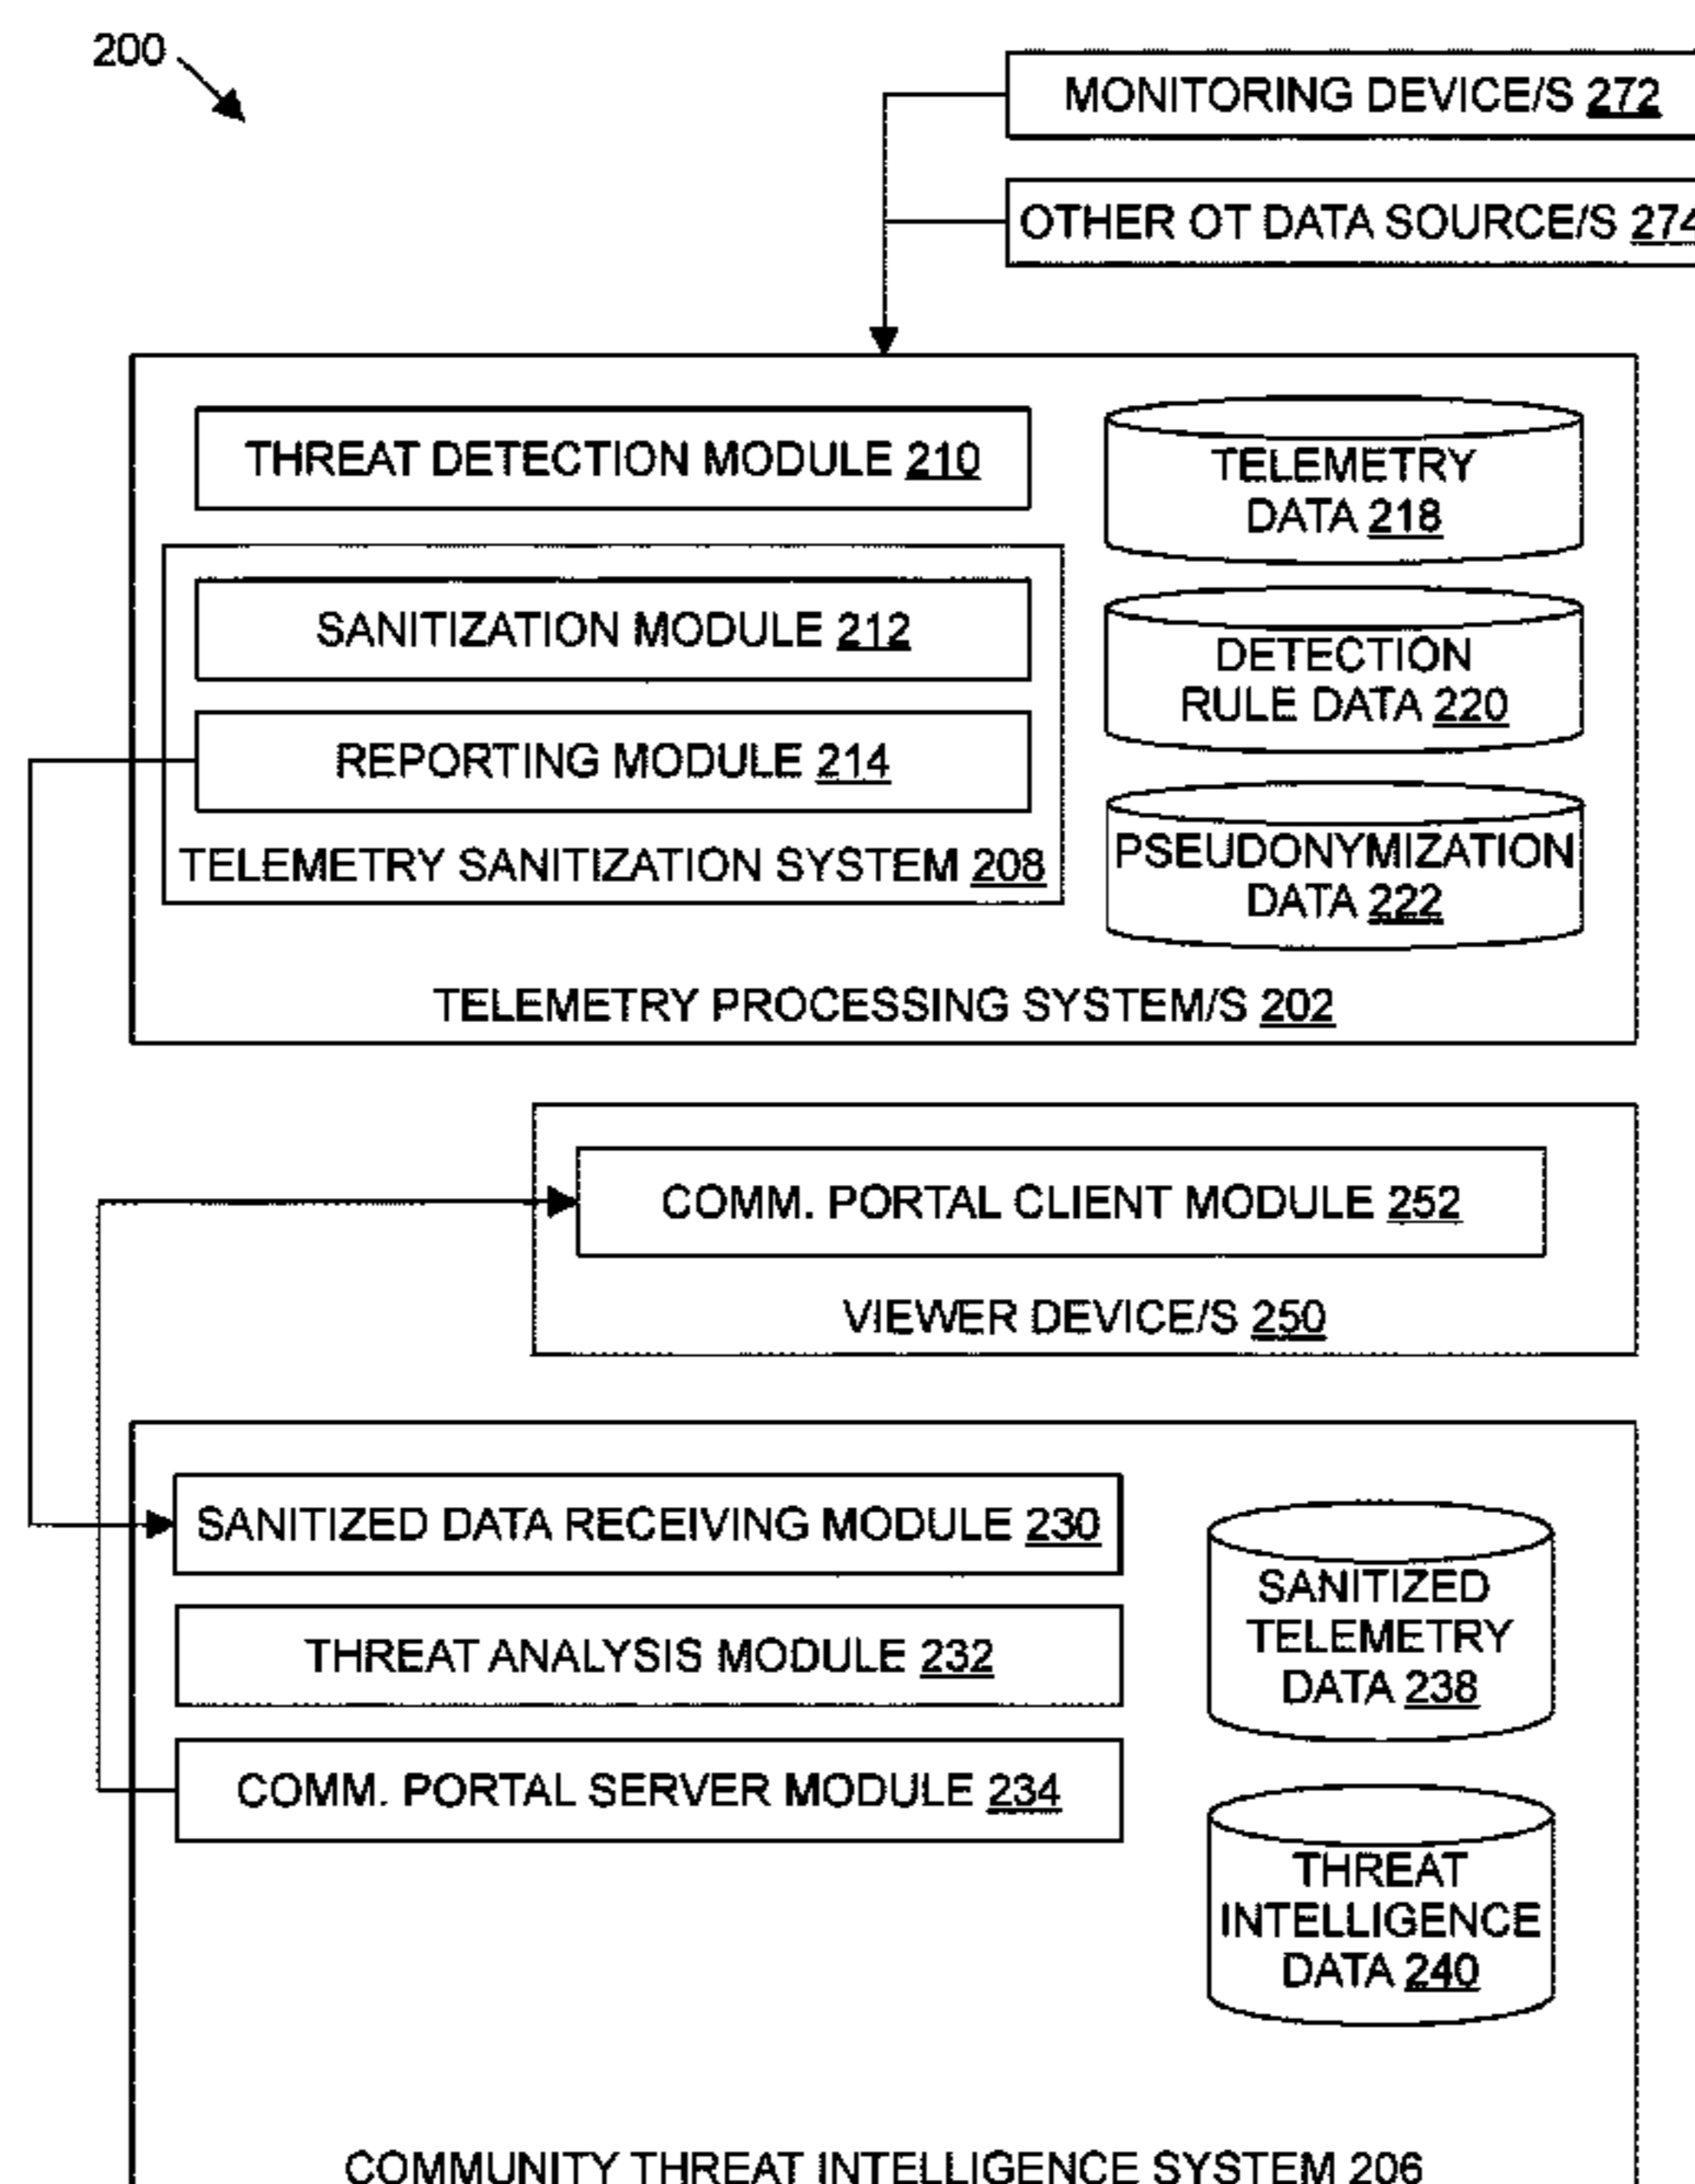 200
MONITORING DEVICE/S 272
OTHER OT DATA SOURCE/S 274
THREAT DETECTION MODULE 210
SANITIZATION MODULE 212
REPORTING MODULE 214
TELEMETRY SANITIZATION SYSTEM 208
TELEMETRY
DATA 218
DETECTION
RULE DATA 220
PSEUDONYMIZATION
DATA 222
TELEMETRY PROCESSING SYSTEM/S 202
COMM. PORTAL CLIENT MODULE 252
VIEWER DEVICE/S 250
SANITIZED DATA RECEIVING MODULE 230
THREAT ANALYSIS MODULE 232
COMM. PORTAL SERVER MODULE 234
SANITIZED
TELEMETRY
DATA 238
THREAT
INTELLIGENCE
DATA 240
COMMUNITY THREAT INTELLIGENCE SYSTEM 206